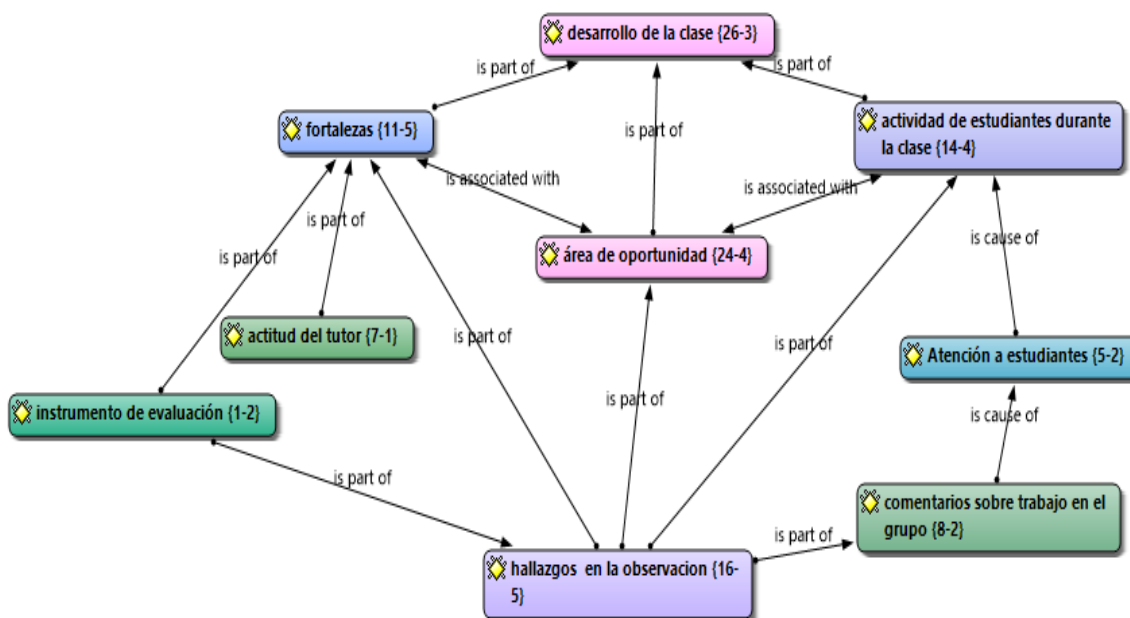 desarrollo de la clase {26-3}
is part of
is part of
fortalezas {11-5}
is part of
actividad de estudiantes durante
la clase {14-4}
is associated with
is associated with
is part of
is cause of
área de oportunidad {24-4}
is part of
actitud del tutor {7-1}
is part of
is part of
Atención a estudiantes {5-2}
instrumento de evaluación {1-2}
is part of
is cause of
is part of
comentarios sobre trabajo en el
grupo {8-2}
is part of
hallazgos en la observacion {16-
5}